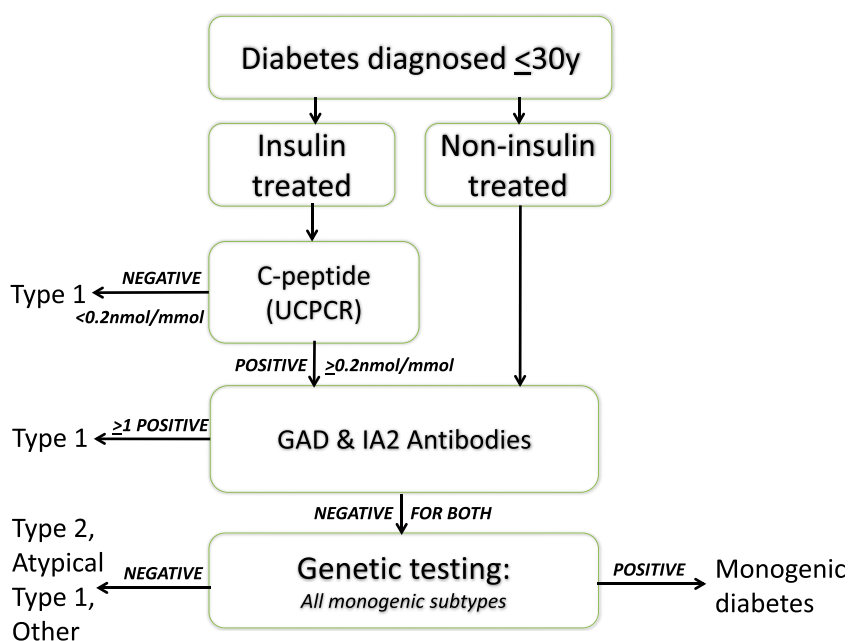 Diabetes diagnosed ≤30y
Insulin
treated
Non-insulin
treated
C-peptide
(UCPCR)
NEGATIVE
<0.2nmol/mmol
Type 1
POSITIVE ≥0.2nmol/mmol
GAD & IA2 Antibodies
≥1 POSITIVE
Type 1
NEGATIVE FOR BOTH
Genetic testing:
All monogenic subtypes
NEGATIVE
Type 2,
Atypical
Type 1,
Other
POSITIVE
Monogenic
diabetes